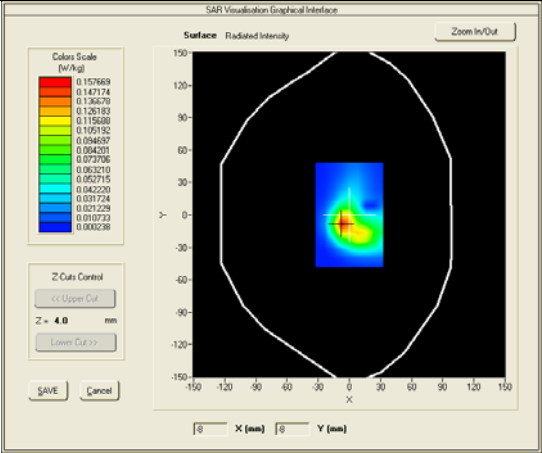 SAR Visualisation Graphical Interface
Surface Radiated Intensity
Zoom In/Out
Colors Scale
(W/kg)
0.157669
0.147174
0.136678
0.126183
0.115688
0.105192
0.094697
0.084201
0.073706
0.063210
0.052715
0.042220
0.031724
0.021229
0.010733
0.000238
Z-Cuts Control
<< Upper Cut
Z = 4.0 mm
Lower Cut >>
SAVE Cancel
150-
120-
90-
60-
30-
0-
-30-
-60-
-90-
-120-
-150-
Y
-150 -120 -90 -60 -30 0 30 60 90 120 150
X
-8 X (mm) -8 Y (mm)